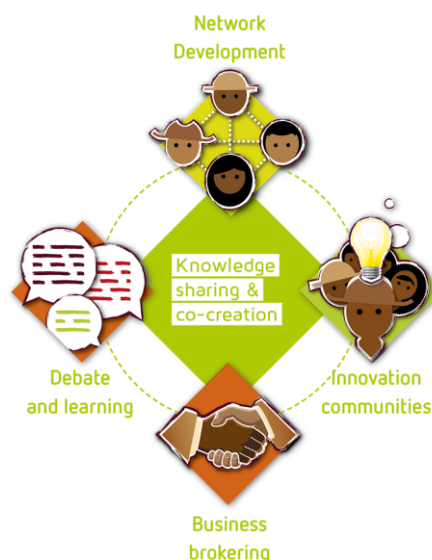 Network
Development
Knowledge
sharing &
co-creation
Debate
and learning
Innovation
communities
Business
brokering